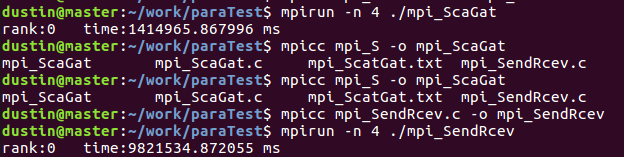 dustin@master:~/work/paraTest$ mpirun -n 4 ./mpi_ScaGat
rank:0 time:1414965.867996 ms
dustin@master:~/work/paraTest$ mpicc mpi_S -o mpi_ScaGat
mpi_ScaGat mpi_ScaGat.c mpi_ScatGat.txt mpi_SendRcev.c
dustin@master:~/work/paraTest$ mpicc mpi_S -o mpi_ScaGat
mpi_ScaGat mpi_ScaGat.c mpi_ScatGat.txt mpi_SendRcev.c
dustin@master:~/work/paraTest$ mpicc mpi_SendRcev.c -o mpi_SendRcev
dustin@master:~/work/paraTest$ mpirun -n 4 ./mpi_SendRcev
rank:0 time:9821534.872055 ms